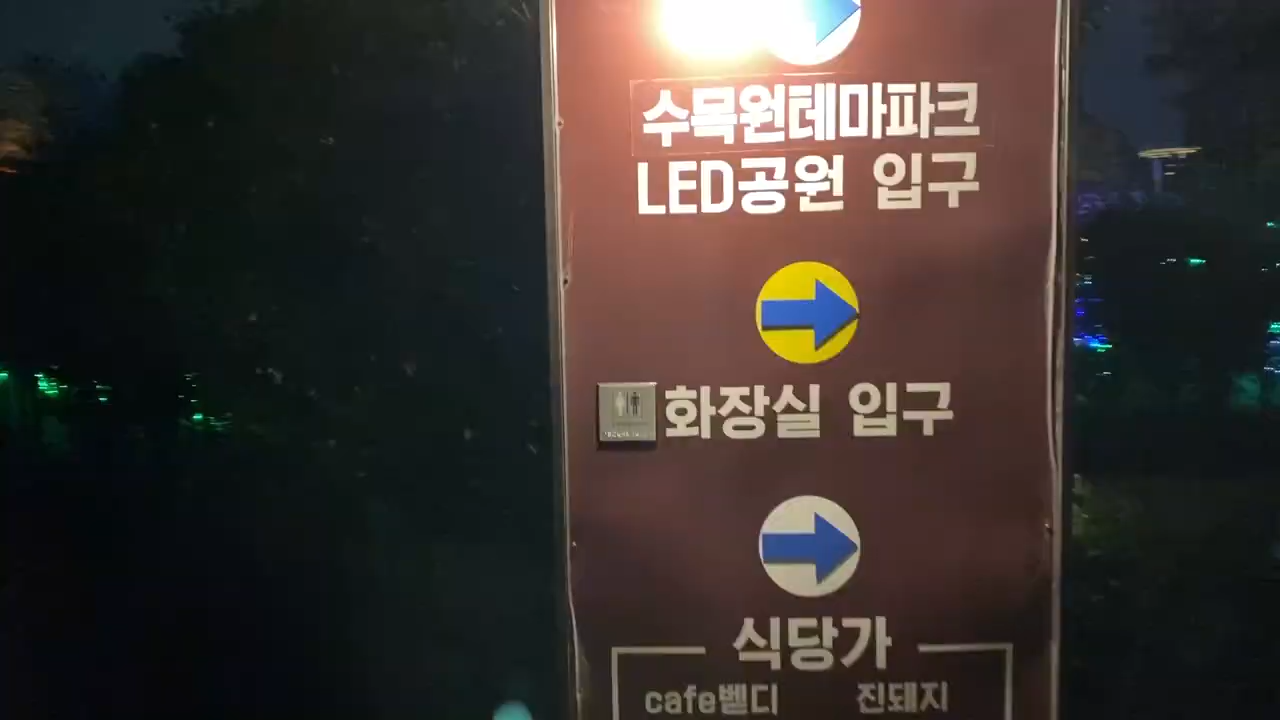 수목원테마파크
LED공원 입구
화장실 입구
식당가
cafe벨디 진돼지